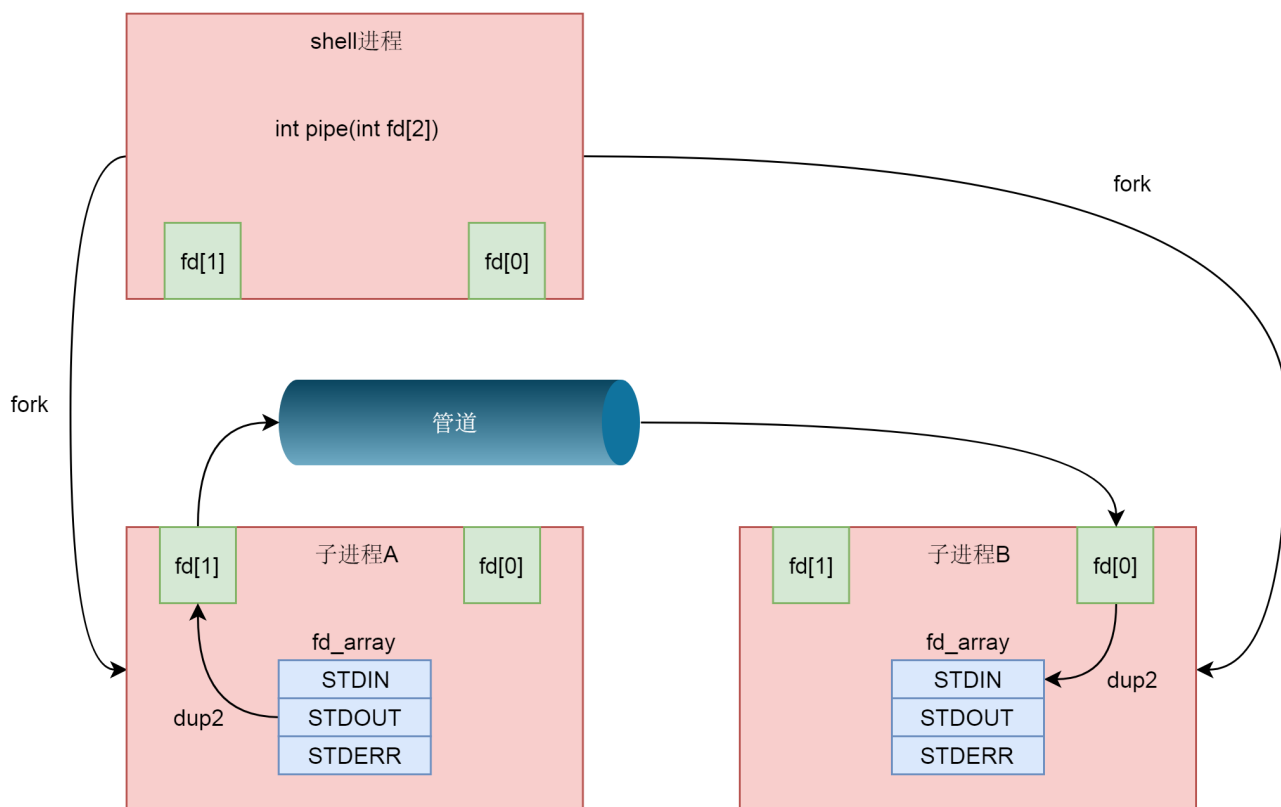 shell进程
int pipe(int fd[2])
fork
fd[1]
fd[0]
fork
管道
fd[1]
子进程A
fd[0]
fd[1]
子进程B
fd[0]
fd_array
STDIN
STDOUT
STDERR
dup2
fd_array
STDIN
STDOUT
STDERR
dup2